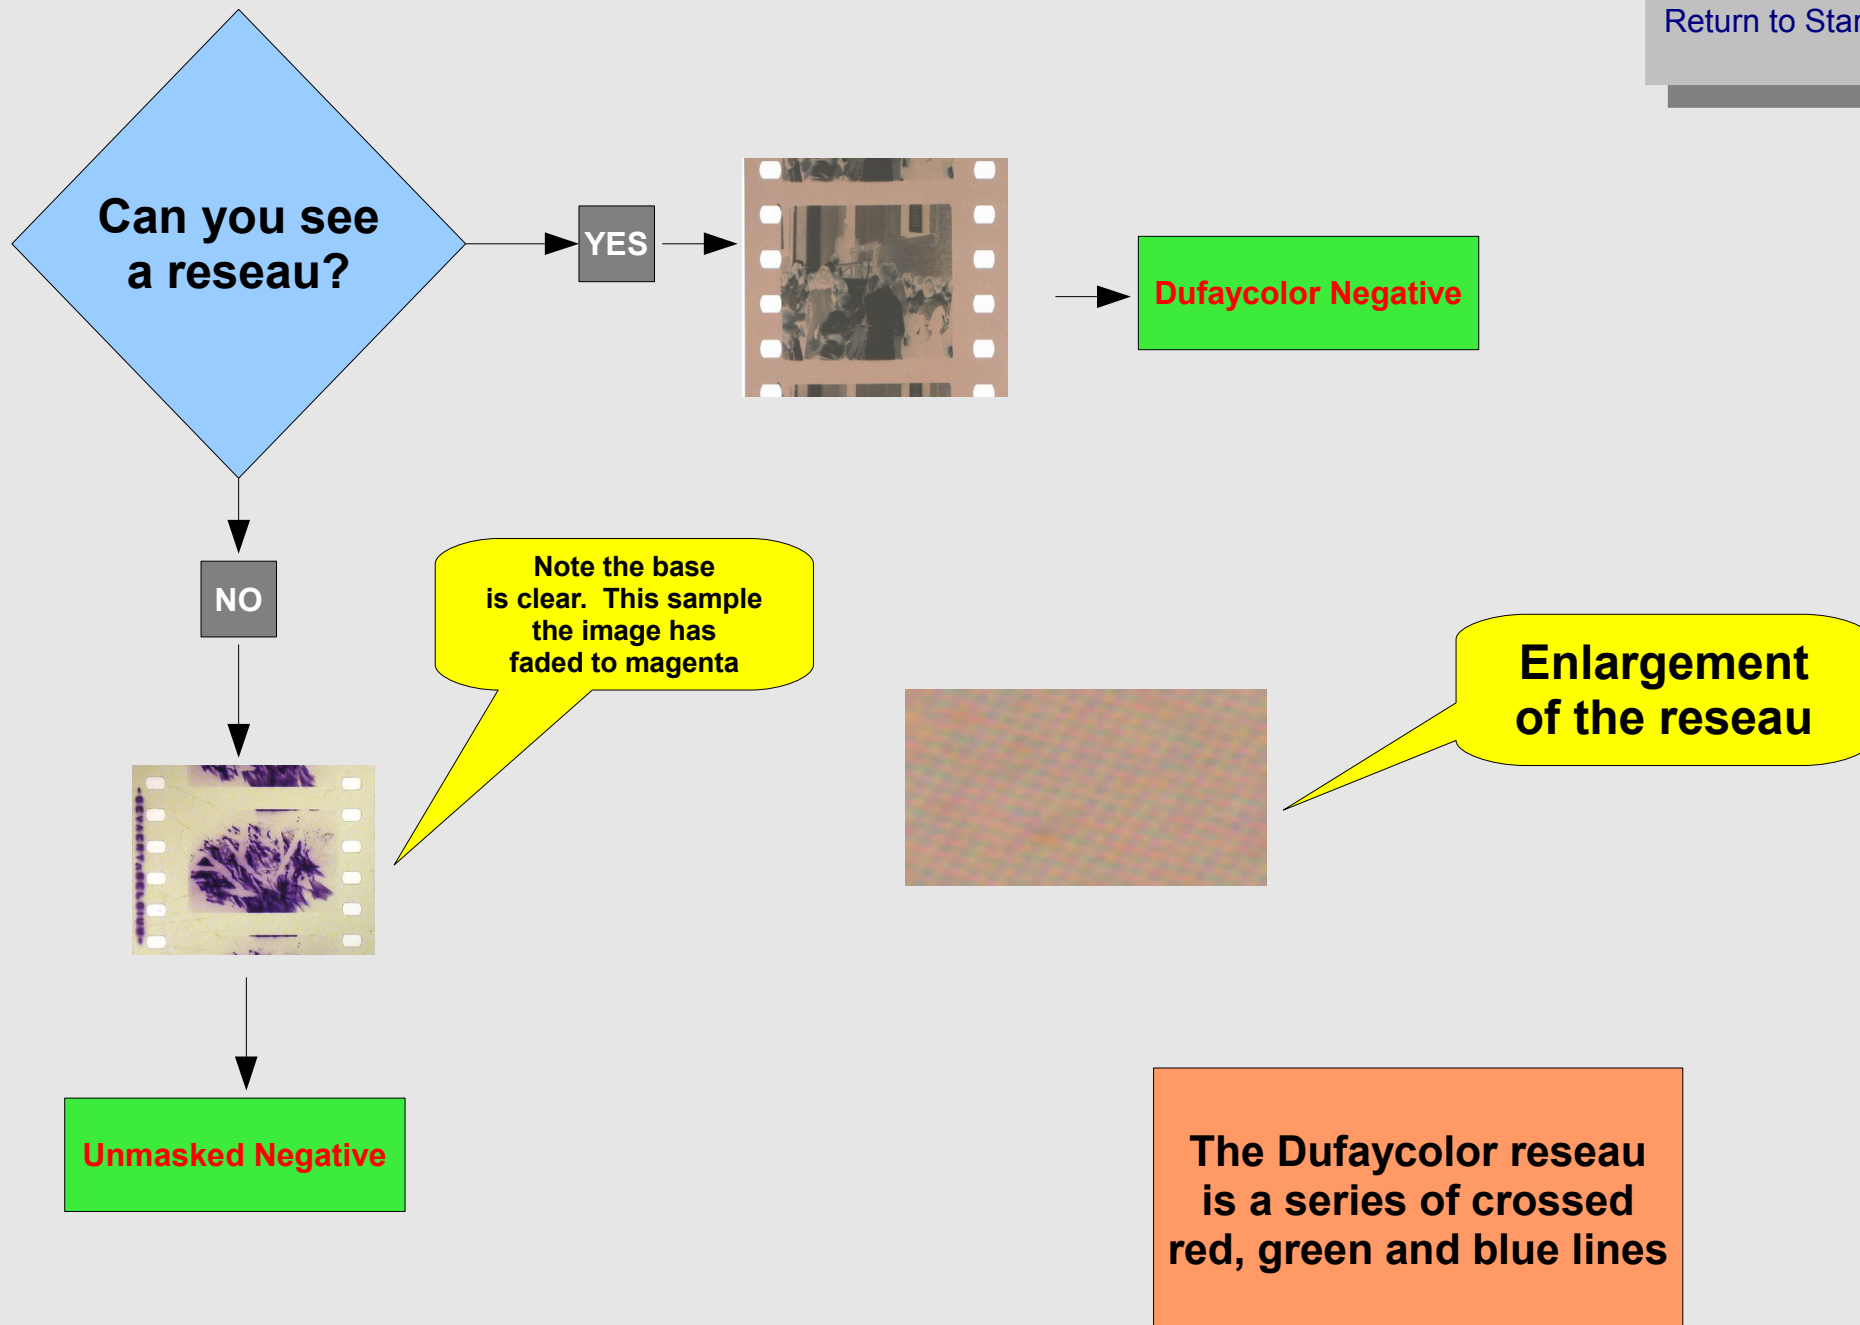 Return to Star
Can you see
a reseau?
YES
Dufaycolor Negative
NO
Note the base
is clear.  This sample
the image has
faded to magenta
Enlargement
of the reseau
Unmasked Negative
The Dufaycolor reseau
is a series of crossed
red, green and blue lines